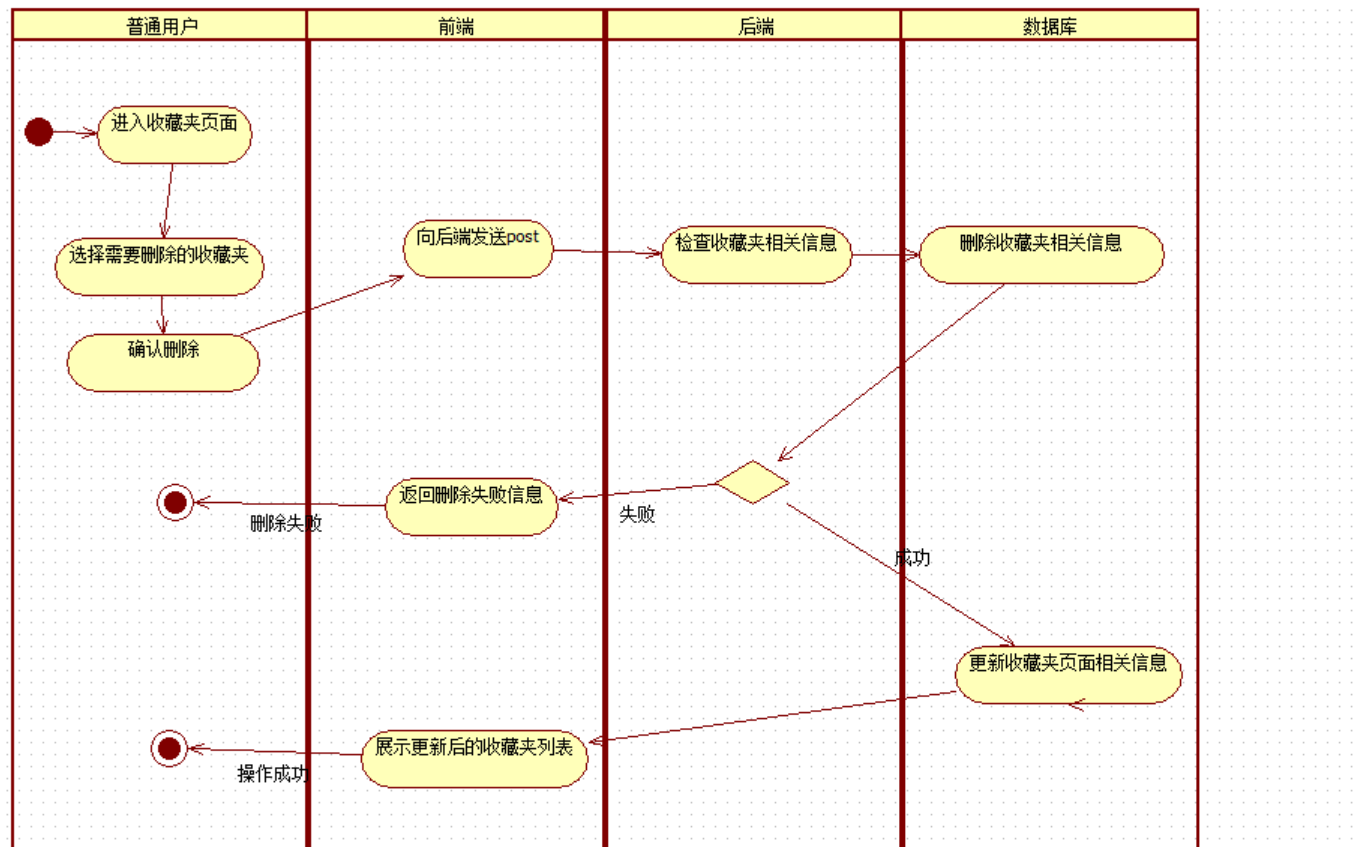 普通用户
前端
后端
数据库
进入收藏夹页面
选择需要删除的收藏夹
向后端发送post
检查收藏夹相关信息
删除收藏夹相关信息
确认删除
返回删除失败信息
删除失败
失败
成功
更新收藏夹页面相关信息
展示更新后的收藏夹列表
操作成功